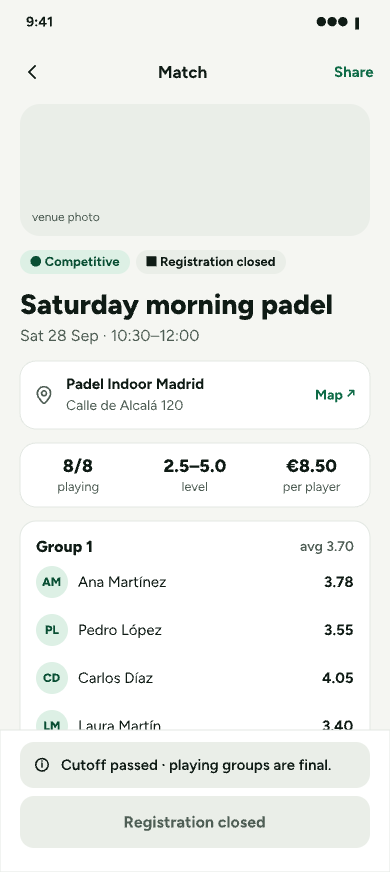 9:41
Match
Share
venue photo
Competitive
Registration closed
Saturday morning padel
Sat 28 Sep · 10:30–12:00
Padel Indoor Madrid
Calle de Alcalá 120
Map ↗
8/8
playing
2.5–5.0
level
€8.50
per player
Group 1
avg 3.70
AM Ana Martínez 3.78
PL Pedro López 3.55
CD Carlos Díaz 4.05
LM Laura Martín 3.40
Cutoff passed · playing groups are final.
Registration closed